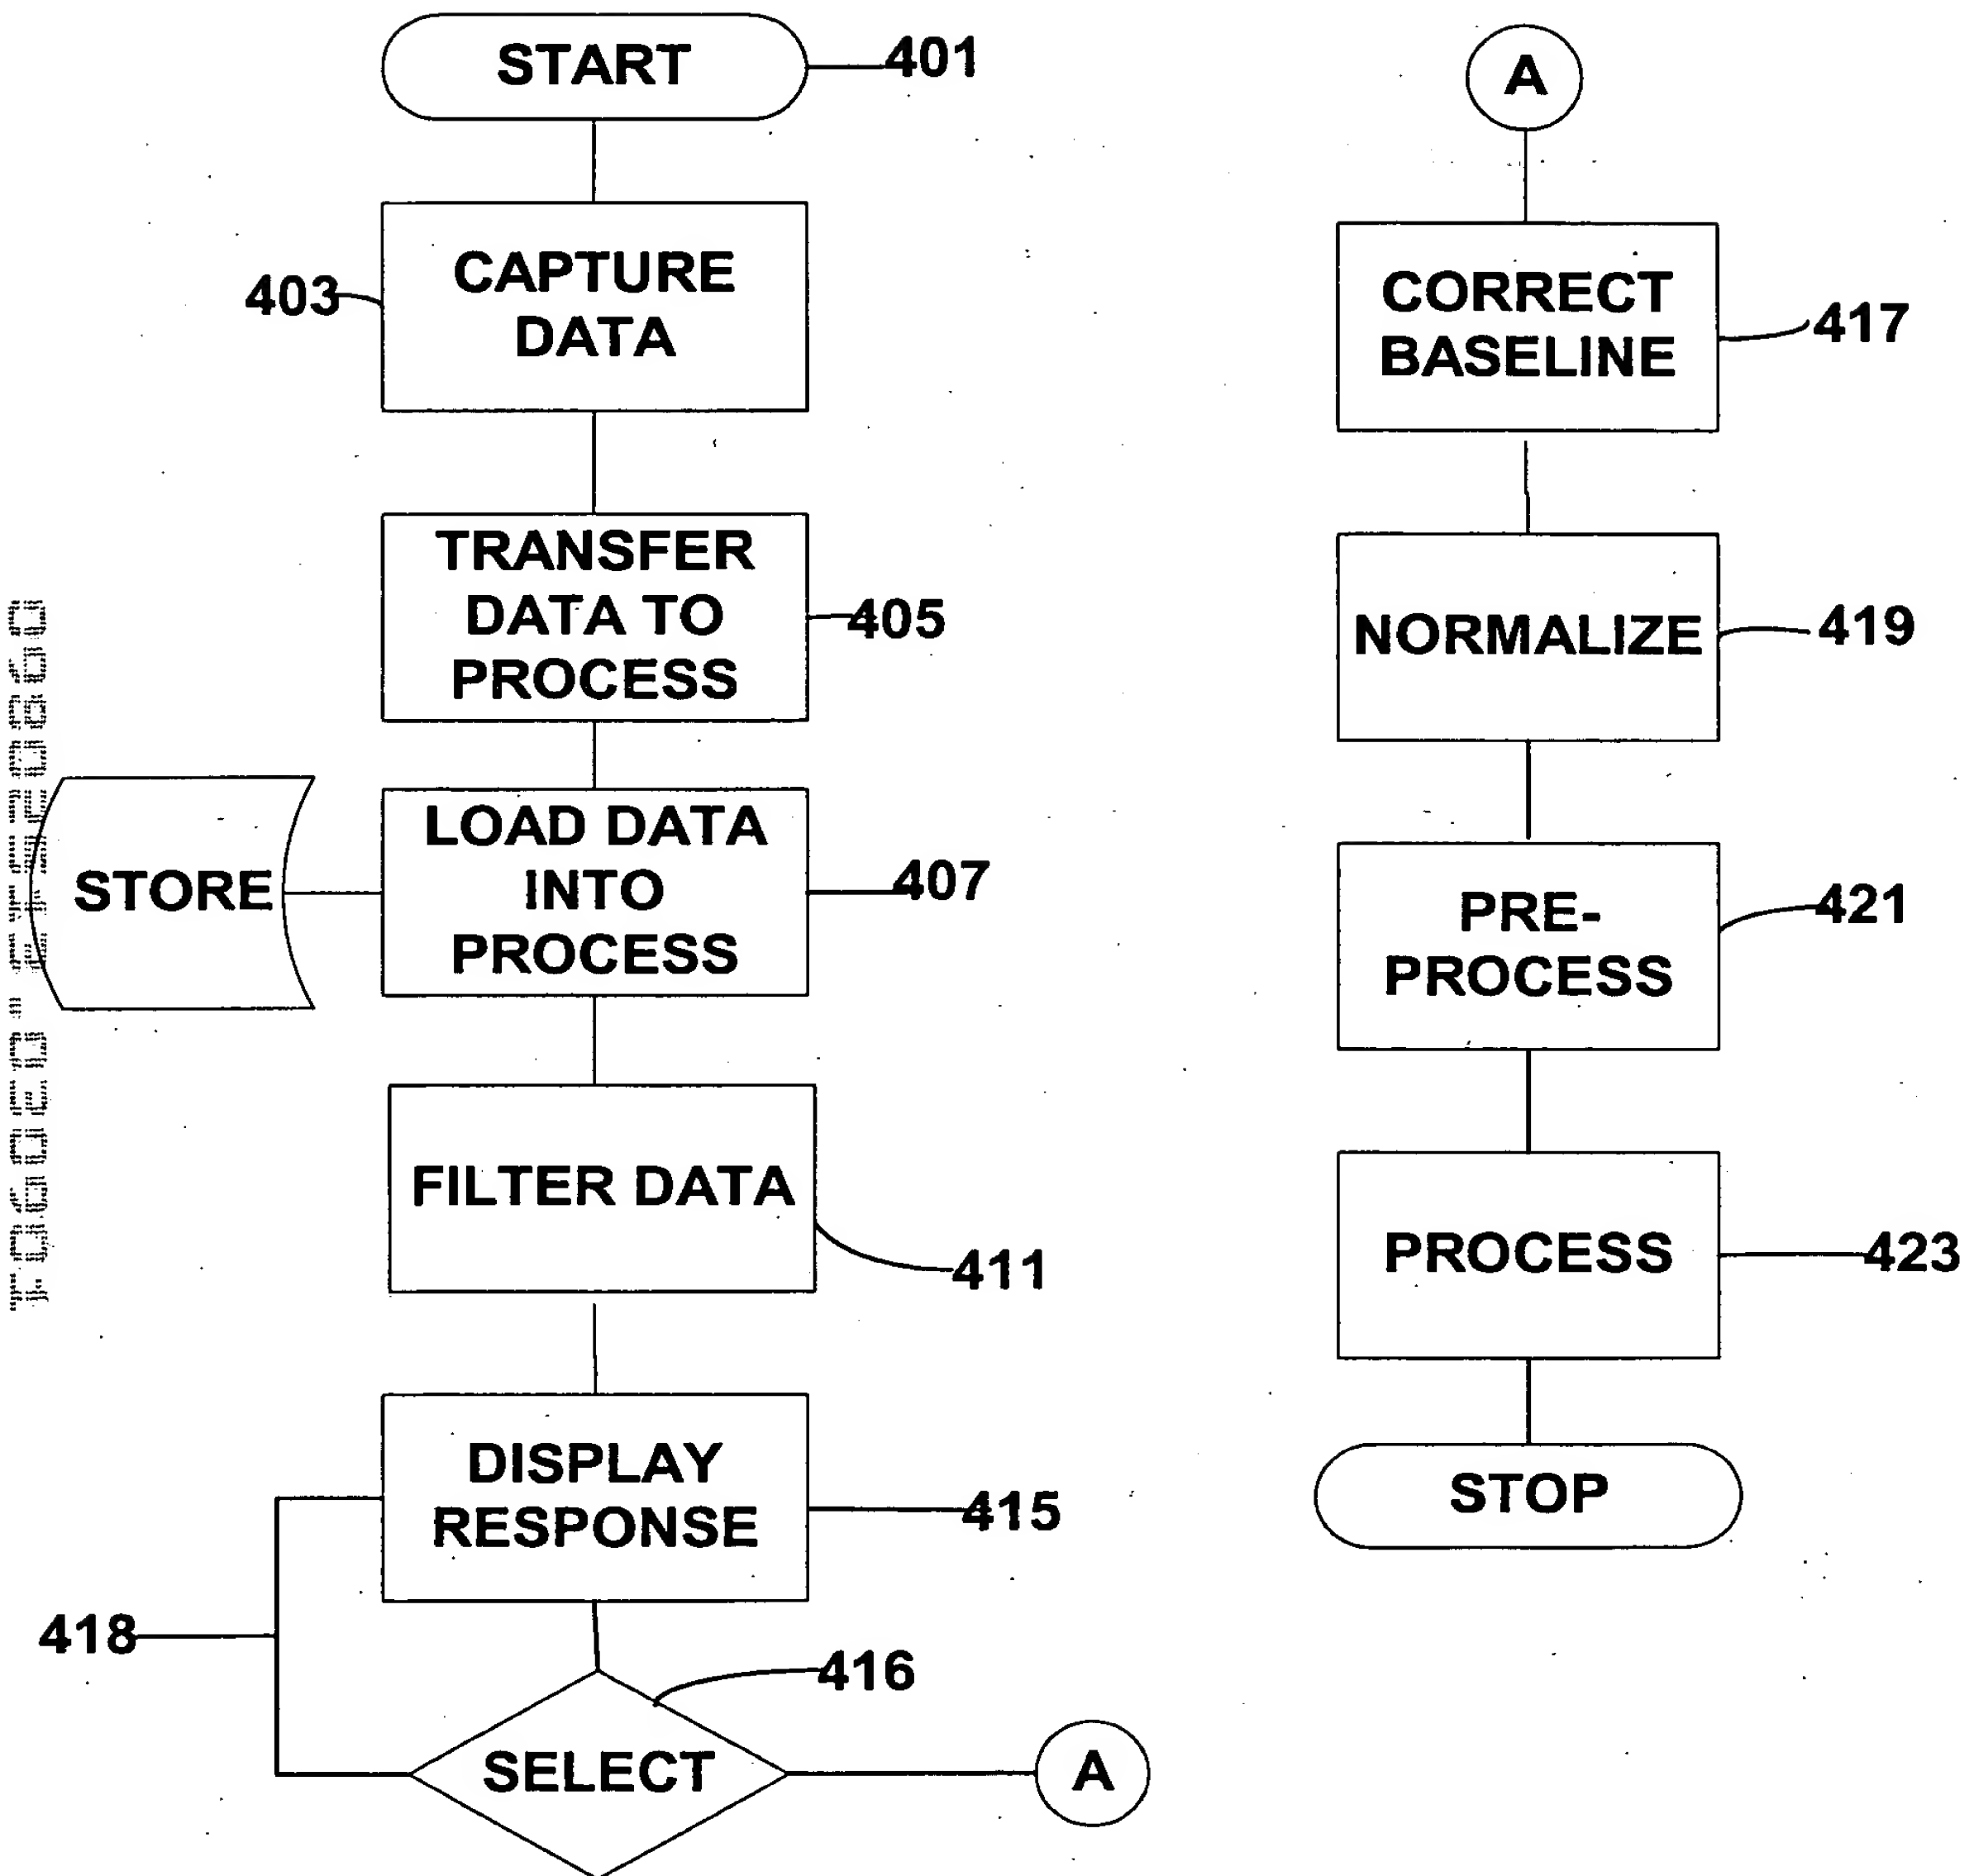 START
401
CAPTURE
DATA
403
TRANSFER
DATA TO
PROCESS
405
STORE
LOAD DATA
INTO
PROCESS
407
FILTER DATA
411
DISPLAY
RESPONSE
415
418
416
SELECT
A
A
CORRECT
BASELINE
417
NORMALIZE
419
PRE-
PROCESS
421
PROCESS
423
STOP